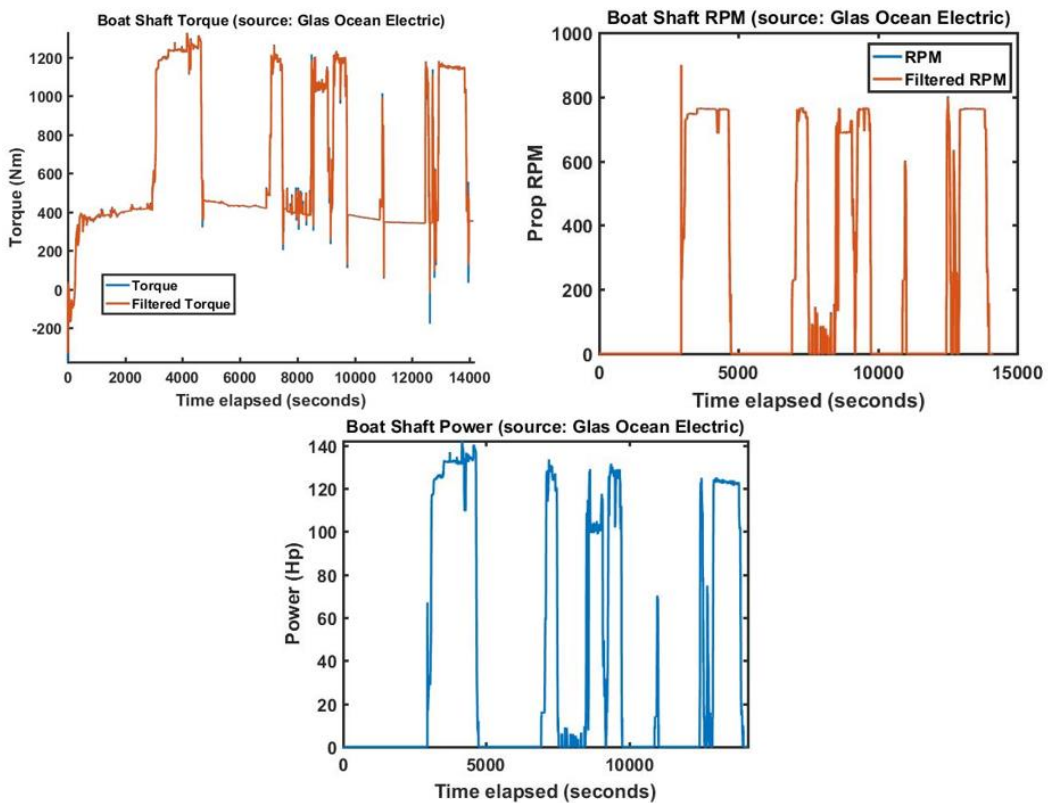 Boat Shaft Torque (source: Glas Ocean Electric)
1200
1000
800
600
400
200
0
-200
Torque (Nm)
Torque
Filtered Torque
0
2000
4000
6000
8000
10000
12000
14000
Time elapsed (seconds)
Boat Shaft RPM (source: Glas Ocean Electric)
1000
800
600
400
200
0
Prop RPM
RPM
Filtered RPM
0
5000
10000
15000
Time elapsed (seconds)
Boat Shaft Power (source: Glas Ocean Electric)
140
120
100
80
60
40
20
0
Power (Hp)
0
5000
10000
Time elapsed (seconds)